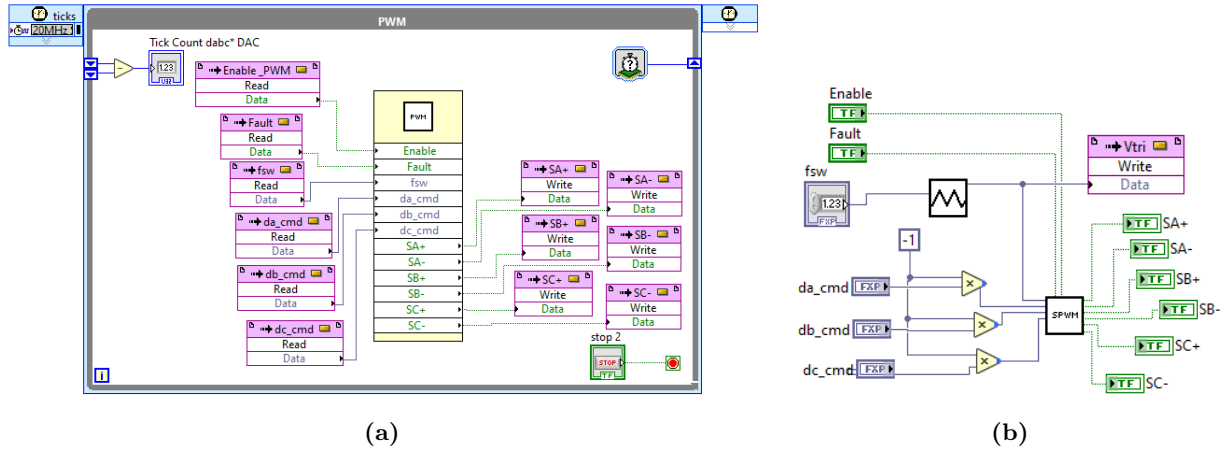 ticks
20MHz
PWM
Tick Count dabc* DAC
1.23
U32
Enable_PWM
Read
Data
Fault
Read
Data
fsw
Read
Data
da_cmd
Read
Data
db_cmd
Read
Data
dc_cmd
Read
Data
PWM
Enable
Fault
fsw
da_cmd
db_cmd
dc_cmd
SA+
SA-
SB+
SB-
SC+
SC-
SA+
Write
Data
SA-
Write
Data
SB+
Write
Data
SB-
Write
Data
SC+
Write
Data
SC-
Write
Data
stop 2
STOP
TF
i
(a)
Enable
TF
Fault
TF
fsw
1.23
FXP
Vtri
Write
Data
-1
da_cmd FXP
db_cmd FXP
dc_cmd FXP
SPWM
TF SA+
TF SA-
TF SB+
TF SB-
TF SC+
TF SC-
(b)